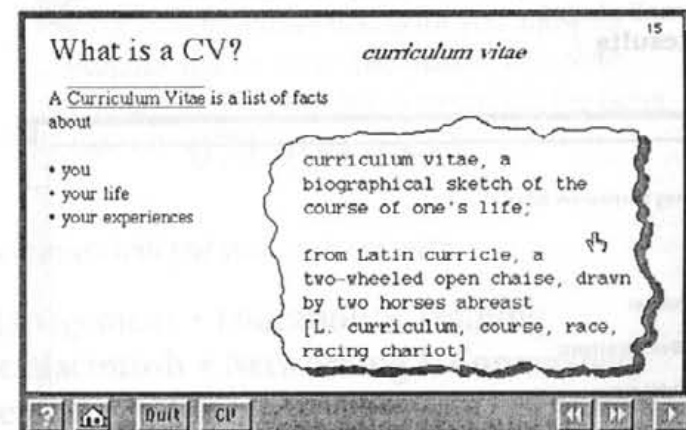 15
What is a CV?
curriculum vitae
A Curriculum Vitae is a list of facts
about
• you
• your life
• your experiences
curriculum vitae, a
biographical sketch of the
course of one's life;
from Latin curricle, a
two-wheeled open chaise, drawn
by two horses abreast
[L. curriculum, course, race,
racing chariot]
? Quit CV